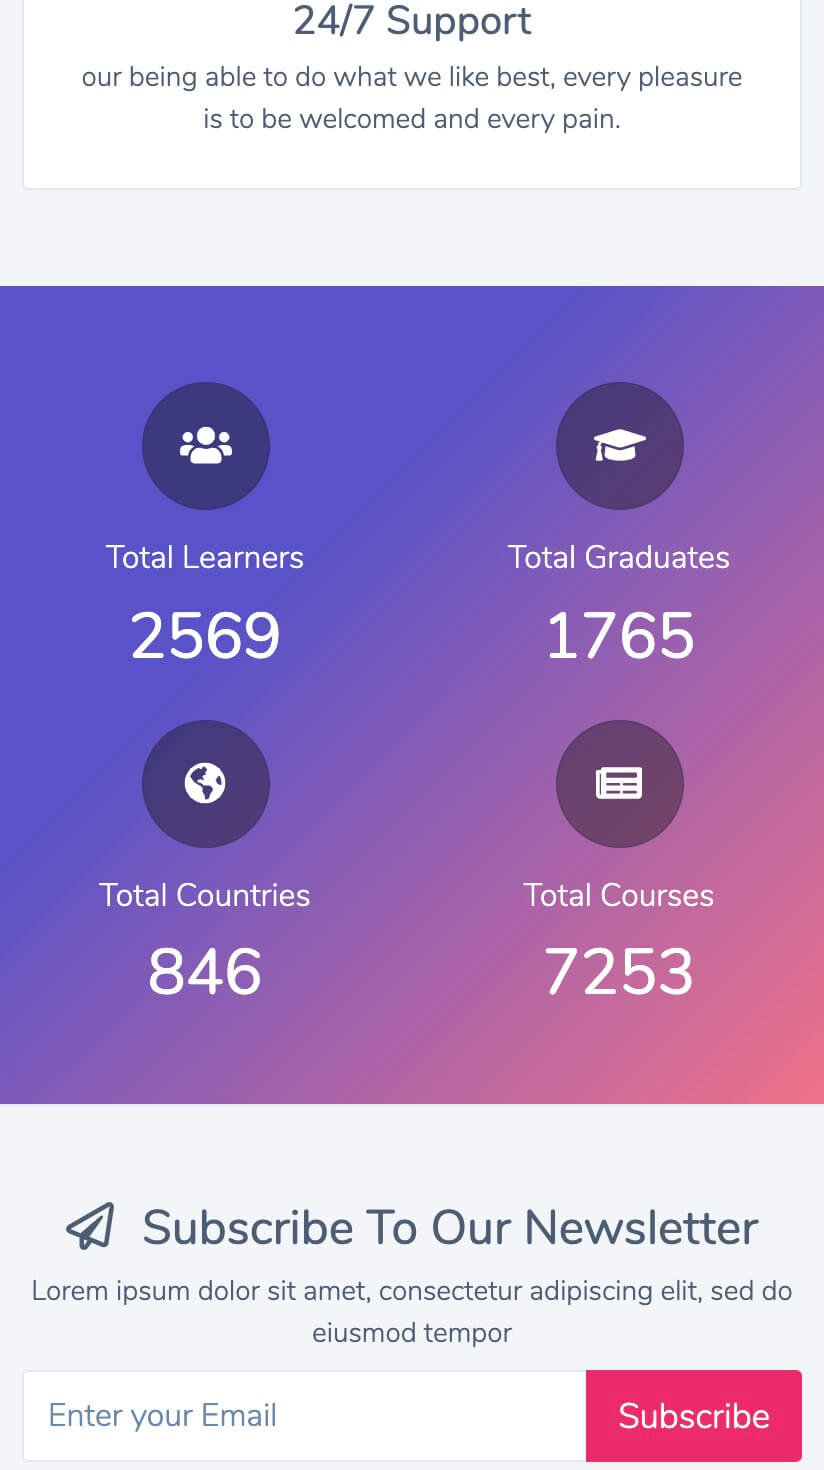 24/7 Support
our being able to do what we like best, every pleasure
is to be welcomed and every pain.
Total Learners
2569
Total Graduates
1765
Total Countries
846
Total Courses
7253
Subscribe To Our Newsletter
Lorem ipsum dolor sit amet, consectetur adipiscing elit, sed do
eiusmod tempor
Enter your Email
Subscribe